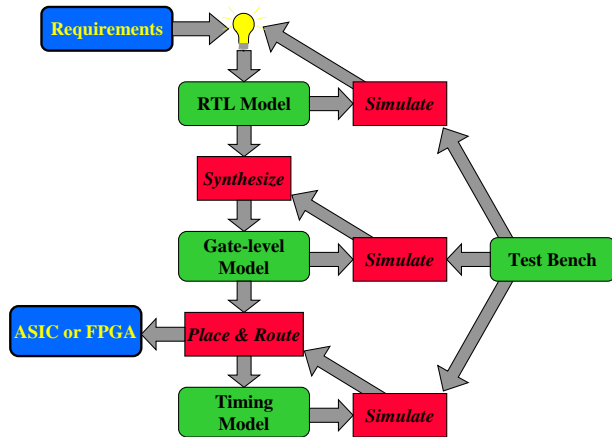 Requirements
RTL Model
Simulate
Synthesize
Gate-level
Model
Simulate
Test Bench
ASIC or FPGA
Place & Route
Timing
Model
Simulate